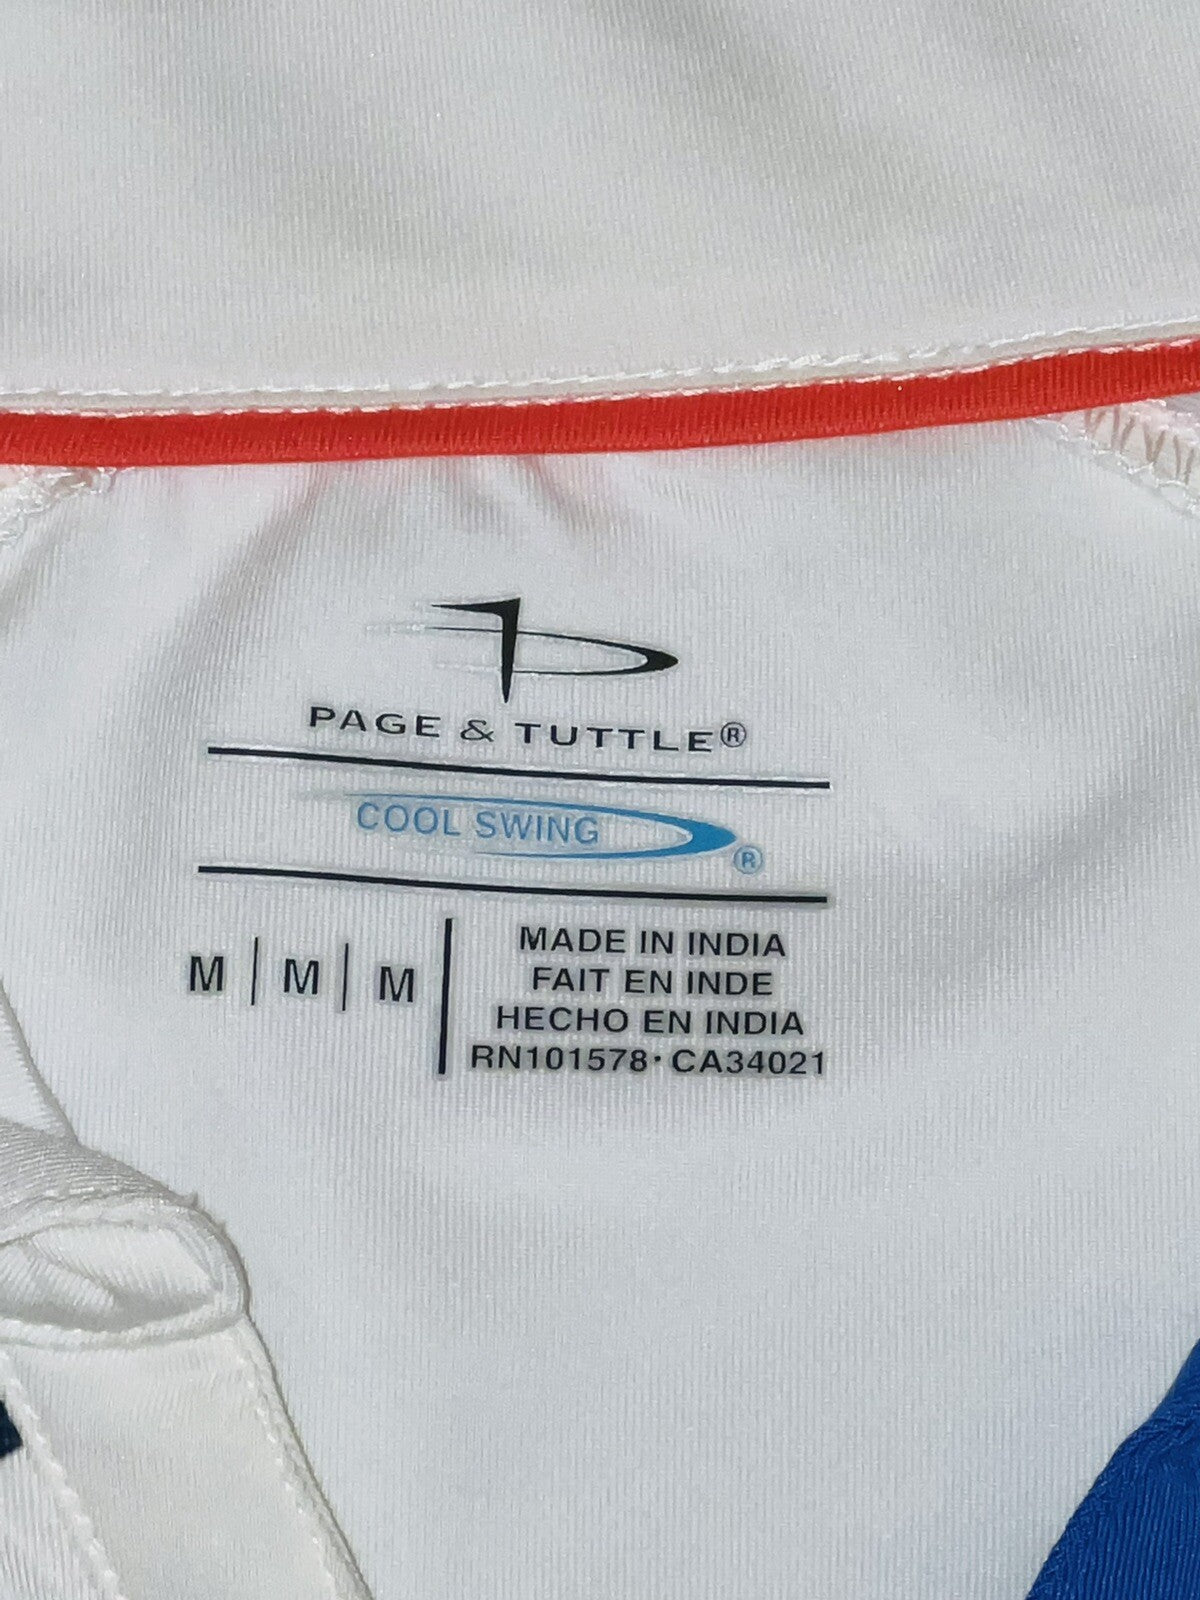 PAGE & TUTTLE®
COOL SWING ®
M | M | M
MADE IN INDIA
FAIT EN INDE
HECHO EN INDIA
RN101578 · CA34021